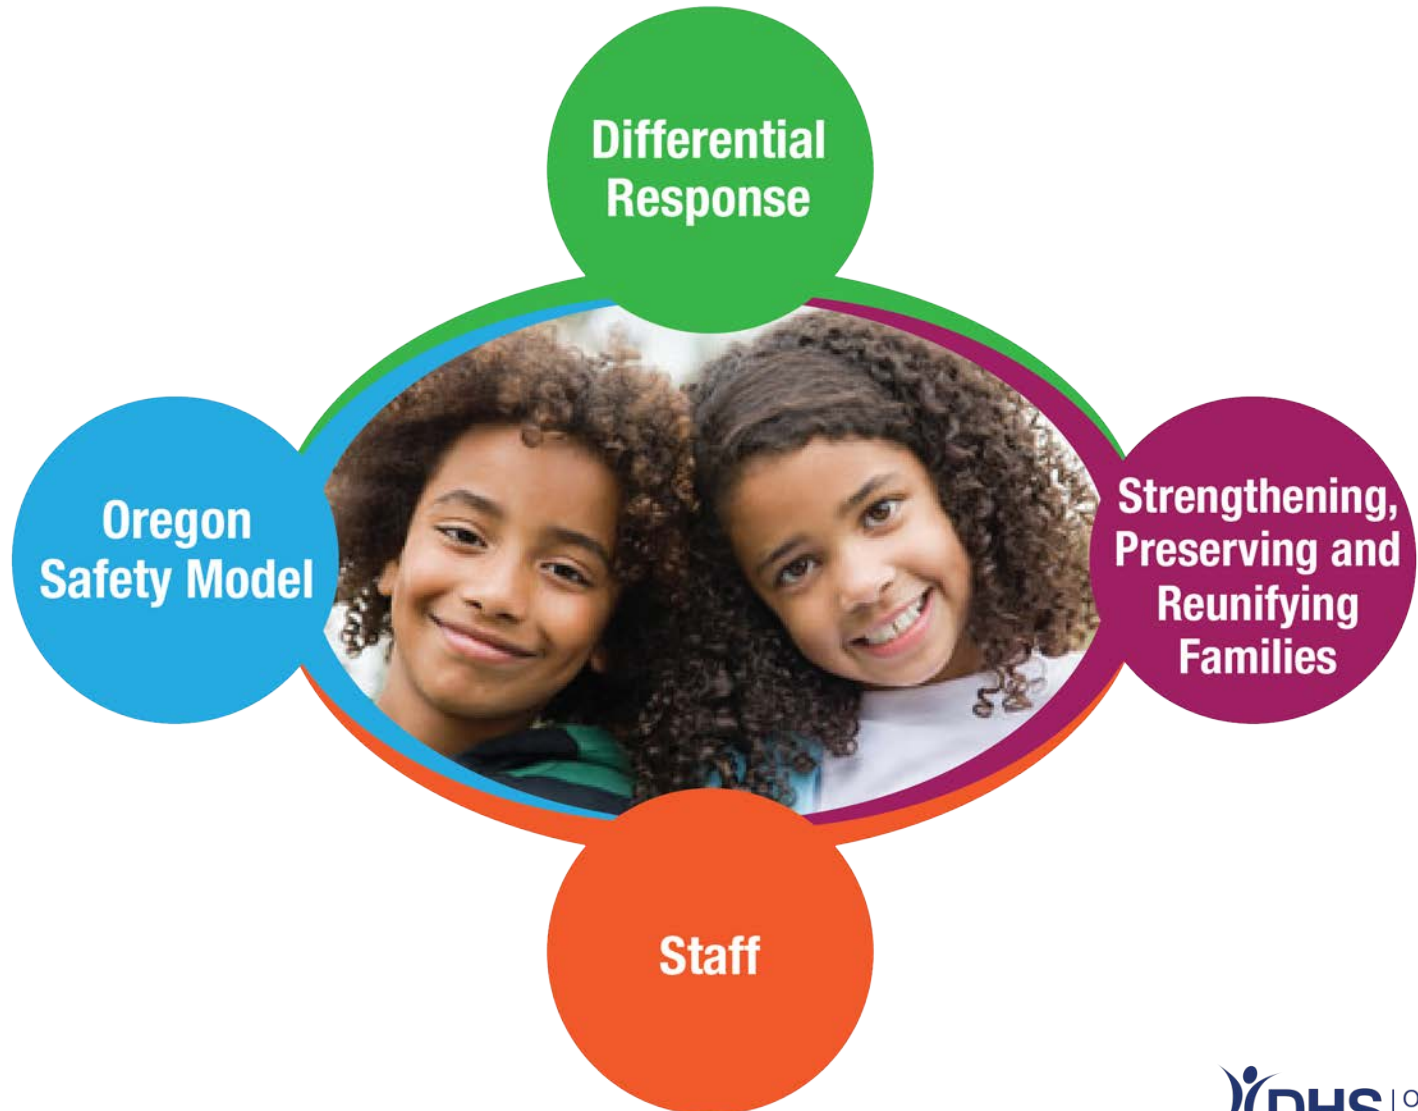 Differential
Response
Oregon
Safety Model
Strengthening,
Preserving and
Reunifying
Families
Staff
DHS